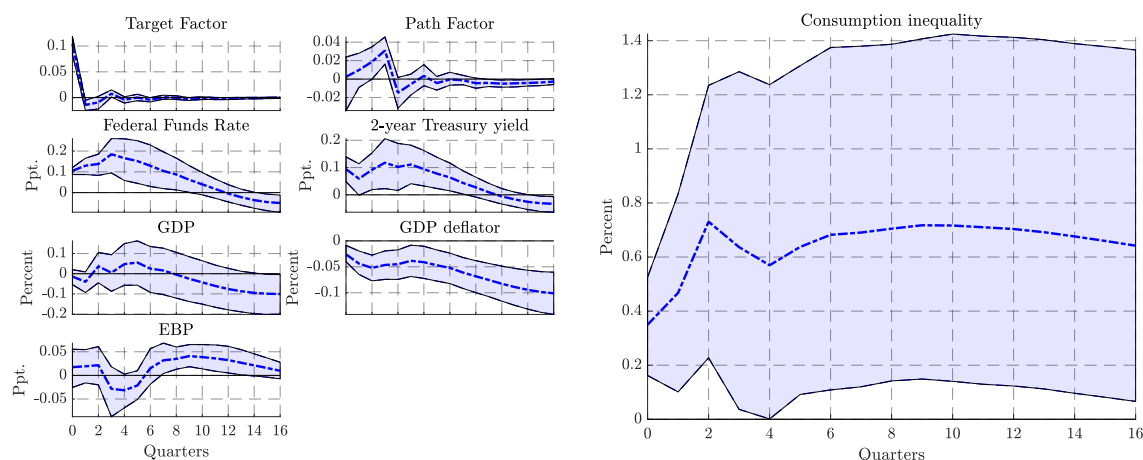 Target Factor
0.1
0.05
0
Path Factor
0.04
0.02
0
-0.02
Federal Funds Rate
Ppt.
0.2
0.1
0
2-year Treasury yield
Ppt.
0.2
0.1
0
GDP
Percent
0.1
0
-0.1
-0.2
GDP deflator
Percent
0
-0.05
-0.1
EBP
Ppt.
0.05
0
-0.05
0 2 4 6 8 10 12 14 16
Quarters
Consumption inequality
Percent
1.4
1.2
1
0.8
0.6
0.4
0.2
0
0 2 4 6 8 10 12 14 16
Quarters